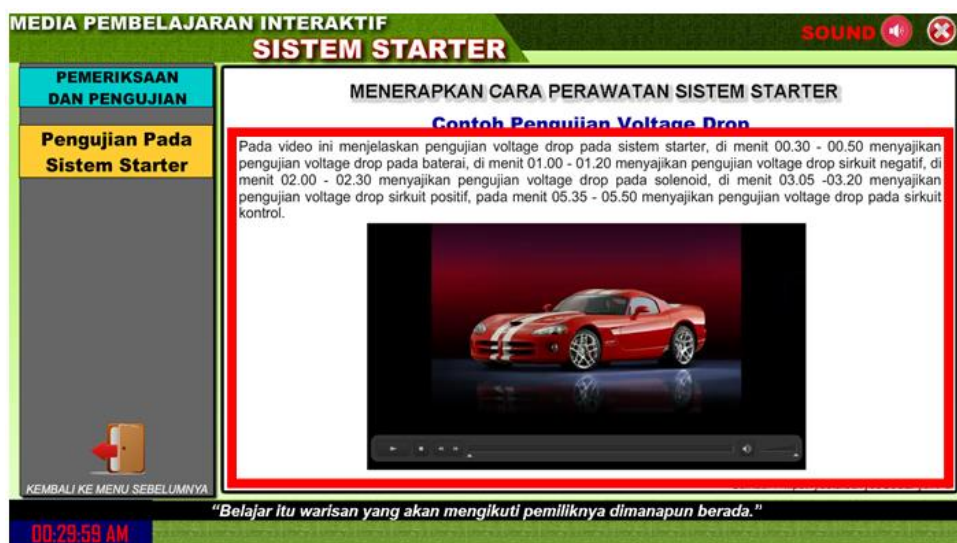 MEDIA PEMBELAJARAN INTERAKTIF
SISTEM STARTER
SOUND
PEMERIKSAAN
DAN PENGUJIAN
Pengujian Pada
Sistem Starter
MENERAPKAN CARA PERAWATAN SISTEM STARTER
Contoh Pengujian Voltage Drop
Pada video ini menjelaskan pengujian voltage drop pada sistem starter, di menit 00.30 - 00.50 menyajikan
pengujian voltage drop pada baterai, di menit 01.00 - 01.20 menyajikan pengujian voltage drop sirkuit negatif, di
menit 02.00 - 02.30 menyajikan pengujian voltage drop pada solenoid, di menit 03.05 -03.20 menyajikan
pengujian voltage drop sirkuit positif, pada menit 05.35 - 05.50 menyajikan pengujian voltage drop pada sirkuit
kontrol.
KEMBALI KE MENU SEBELUMNYA
"Belajar itu warisan yang akan mengikuti pemiliknya dimanapun berada."
00:29:59 AM